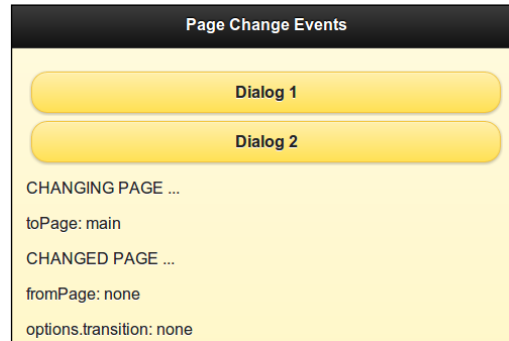 Page Change Events
Dialog 1
Dialog 2
CHANGING PAGE ...
toPage: main
CHANGED PAGE ...
fromPage: none
options.transition: none